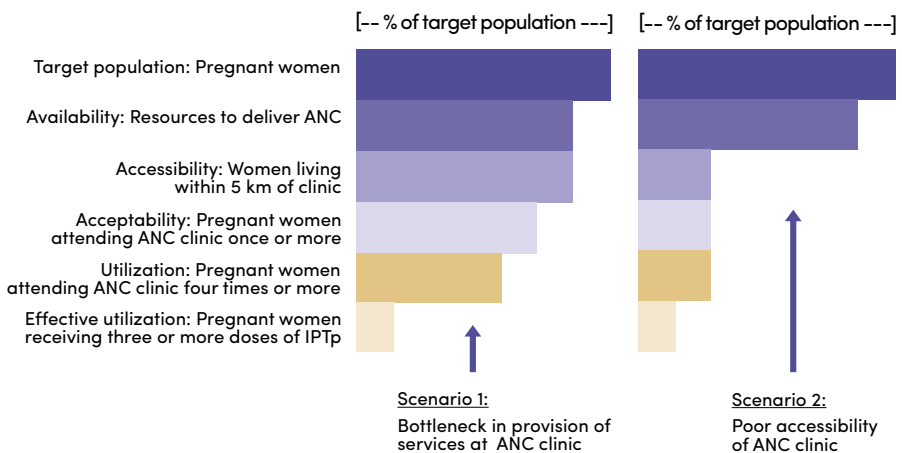 [-- % of target population ---]
[-- % of target population ---]
Target population: Pregnant women
Availability: Resources to deliver ANC
Accessibility: Women living
within 5 km of clinic
Acceptability: Pregnant women
attending ANC clinic once or more
Utilization: Pregnant women
attending ANC clinic four times or more
Effective utilization: Pregnant women
receiving three or more doses of IPTp
Scenario 1:
Bottleneck in provision of
services at ANC clinic
Scenario 2:
Poor accessibility
of ANC clinic